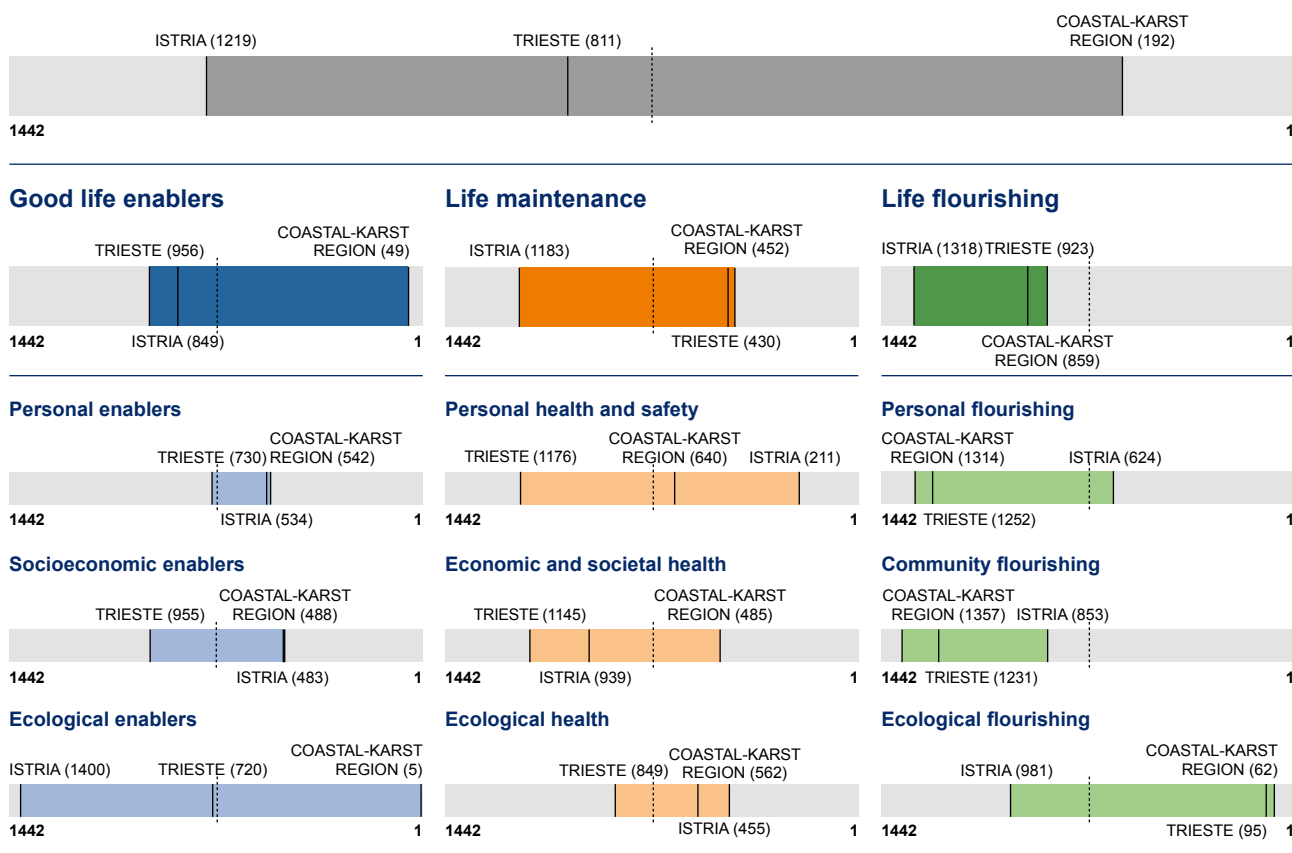 COASTAL-KARST
ISTRIA (1219) TRIESTE (811) REGION (192)
1442 1
Good life enablers
COASTAL-KARST
TRIESTE (956) REGION (49)
1442 ISTRIA (849) 1
Life maintenance
COASTAL-KARST
ISTRIA (1183) REGION (452)
1442 TRIESTE (430) 1
Life flourishing
ISTRIA (1318) TRIESTE (923)
1442 COASTAL-KARST 1
REGION (859)
Personal enablers
COASTAL-KARST
TRIESTE (730) REGION (542)
1442 ISTRIA (534) 1
Personal health and safety
COASTAL-KARST
TRIESTE (1176) REGION (640) ISTRIA (211)
1442 1
Personal flourishing
COASTAL-KARST
REGION (1314) ISTRIA (624)
1442 TRIESTE (1252) 1
Socioeconomic enablers
COASTAL-KARST
TRIESTE (955) REGION (488)
1442 ISTRIA (483) 1
Economic and societal health
COASTAL-KARST
TRIESTE (1145) REGION (485)
1442 ISTRIA (939) 1
Community flourishing
COASTAL-KARST
REGION (1357) ISTRIA (853)
1442 TRIESTE (1231) 1
Ecological enablers
COASTAL-KARST
ISTRIA (1400) TRIESTE (720) REGION (5)
1442 1
Ecological health
COASTAL-KARST
TRIESTE (849) REGION (562)
1442 ISTRIA (455) 1
Ecological flourishing
COASTAL-KARST
ISTRIA (981) REGION (62)
1442 TRIESTE (95) 1